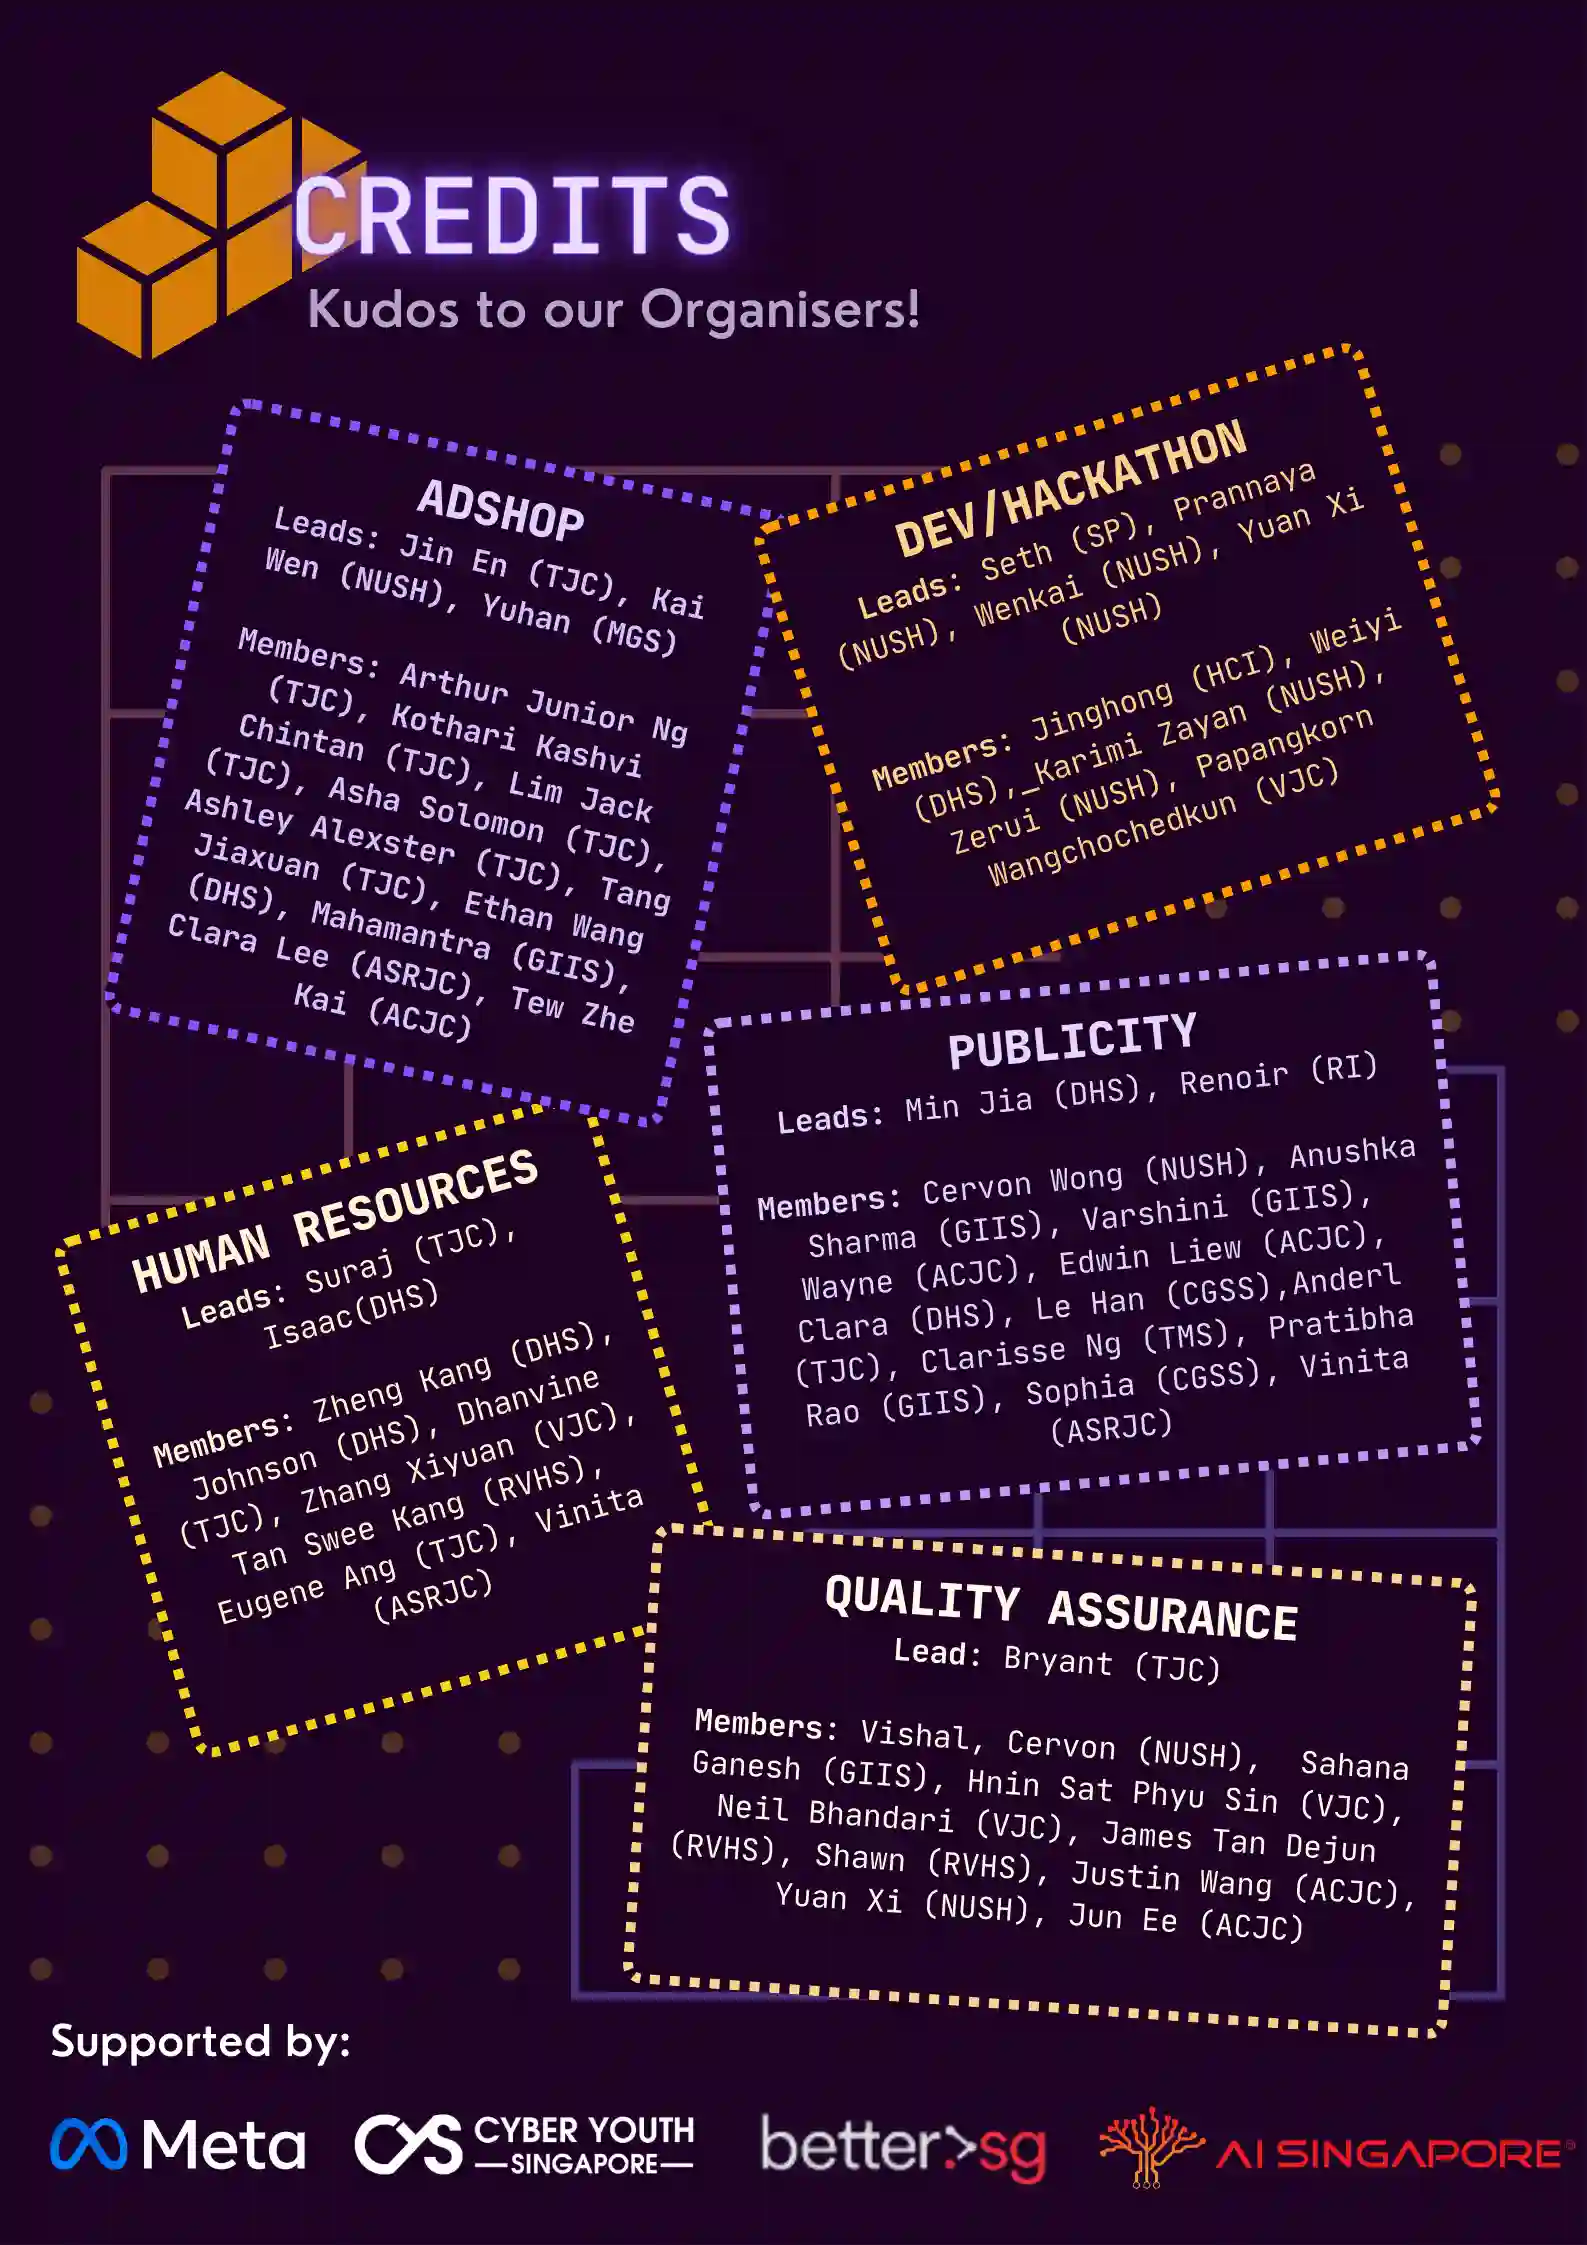 CREDITS
Kudos to our Organisers!
ADSHOP
Leads: Jin En (TJC), Kai
Wen (NUSH), Yuhan (MGS)
Members: Arthur Junior Ng
(TJC), Kothari Kashvi
Chintan (TJC), Lim Jack
(TJC), Asha Solomon (TJC),
Ashley Alexster (TJC), Tang
Jiaxuan (TJC), Ethan Wang
(DHS), Mahamantra (GIIS),
Clara Lee (ASRJC), Tew Zhe
Kai (ACJC)
DEV/HACKATHON
Leads: Seth (SP), Prannaya
(NUSH), Wenkai (NUSH), Yuan Xi
(NUSH)
Members: Jinghong (HCI), Weiyi
(DHS),_Karimi Zayan (NUSH),
Zerui (NUSH), Papangkorn
Wangchochedkun (VJC)
PUBLICITY
Leads: Min Jia (DHS), Renoir (RI)
Members: Cervon Wong (NUSH), Anushka
Sharma (GIIS), Varshini (GIIS),
Wayne (ACJC), Edwin Liew (ACJC),
Clara (DHS), Le Han (CGSS),Anderl
(TJC), Clarisse Ng (TMS), Pratibha
Rao (GIIS), Sophia (CGSS), Vinita
(ASRJC)
HUMAN RESOURCES
Leads: Suraj (TJC),
Isaac(DHS)
Members: Zheng Kang (DHS),
Johnson (DHS), Dhanvine
(TJC), Zhang Xiyuan (VJC),
Tan Swee Kang (RVHS),
Eugene Ang (TJC), Vinita
(ASRJC)
QUALITY ASSURANCE
Lead: Bryant (TJC)
Members: Vishal, Cervon (NUSH), Sahana
Ganesh (GIIS), Hnin Sat Phyu Sin (VJC),
Neil Bhandari (VJC), James Tan Dejun
(RVHS), Shawn (RVHS), Justin Wang (ACJC),
Yuan Xi (NUSH), Jun Ee (ACJC)
Supported by:
Meta
CYS CYBER YOUTH
SINGAPORE
better.>sg
AI SINGAPORE®